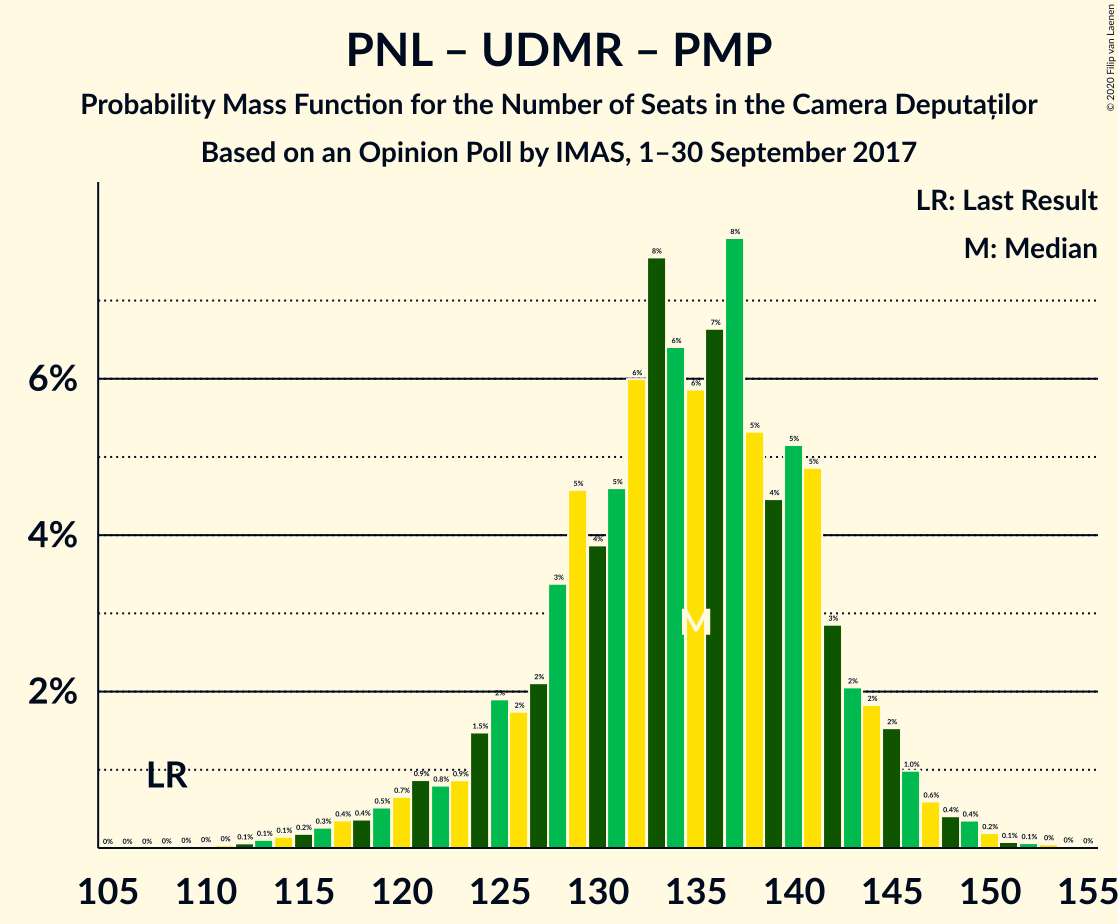 PNL – UDMR – PMP
Probability Mass Function for the Number of Seats in the Camera Deputaților
Based on an Opinion Poll by IMAS, 1–30 September 2017
© 2020 Filip van Laenen
LR: Last Result
M: Median
6%
4%
2%
LR
M
0% 0% 0% 0% 0% 0% 0% 0.1% 0.1% 0.1% 0.2% 0.3% 0.4% 0.4% 0.5% 0.7% 0.9% 0.8% 0.9% 1.5% 2% 2% 2% 3% 5% 4% 5% 6% 8% 6% 6% 7% 8% 5% 4% 5% 5% 3% 2% 2% 2% 1.0% 0.6% 0.4% 0.4% 0.2% 0.1% 0.1% 0% 0% 0%
105 110 115 120 125 130 135 140 145 150 155